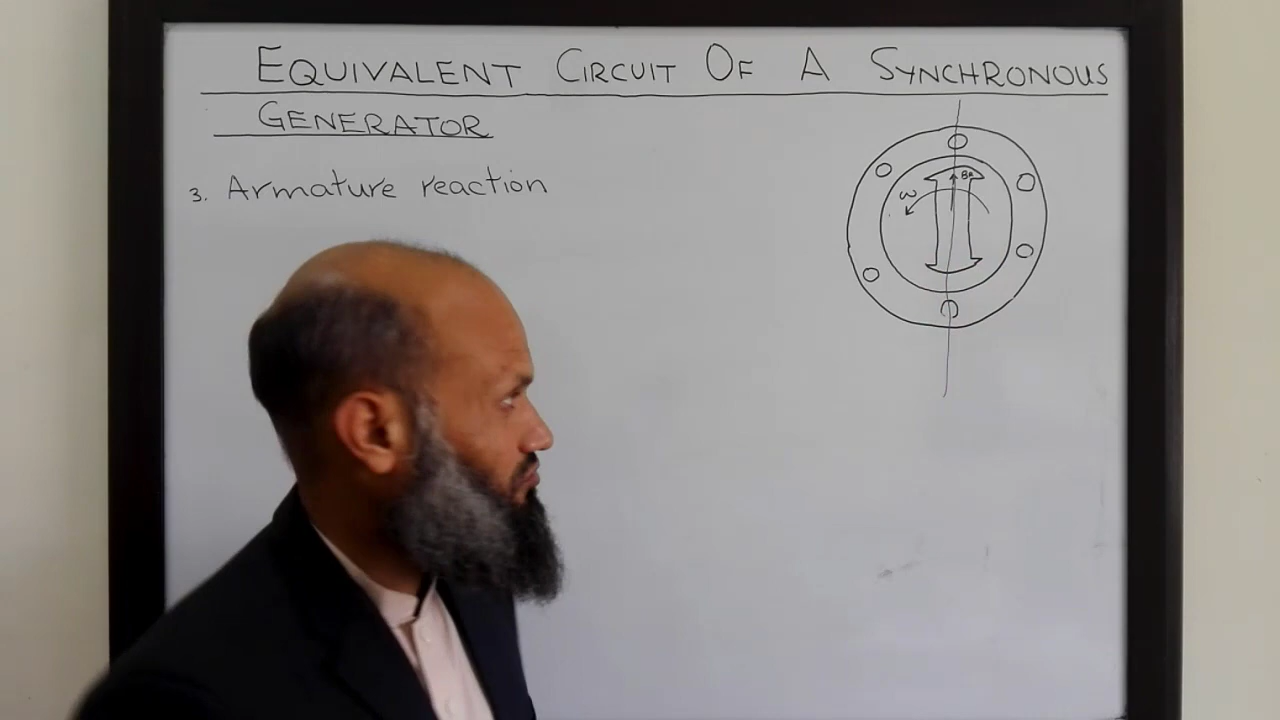 EQUIVALENT CIRCUIT OF A SYNCHRONOUS
GENERATOR
3. Armature reaction
ω